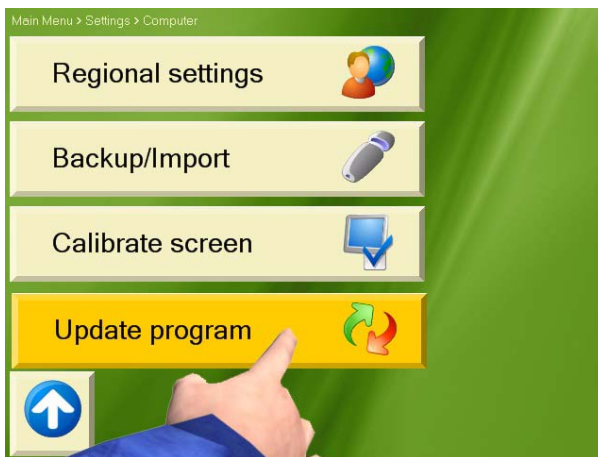 Main Menu > Settings > Computer
Regional settings
Backup/Import
Calibrate screen
Update program